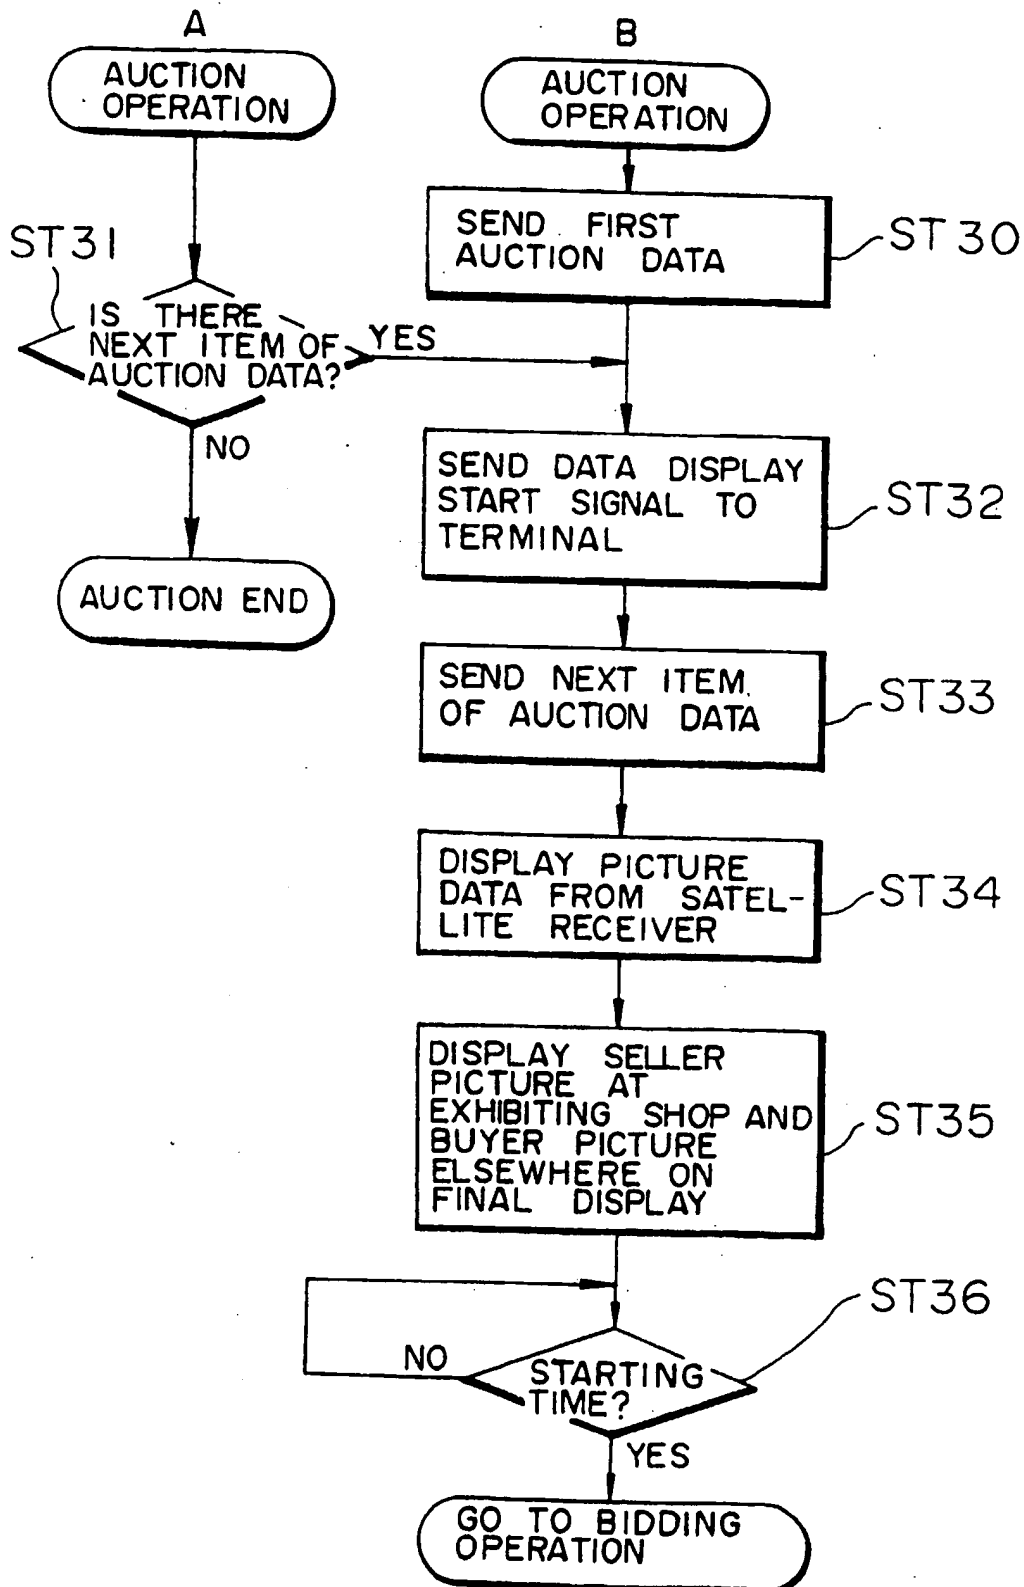 A
AUCTION
OPERATION
ST31
IS THERE
NEXT ITEM OF
AUCTION DATA?
YES
NO
AUCTION END
B
AUCTION
OPERATION
SEND FIRST
AUCTION DATA
ST30
SEND DATA DISPLAY
START SIGNAL TO
TERMINAL
ST32
SEND NEXT ITEM
OF AUCTION DATA
ST33
DISPLAY PICTURE
DATA FROM SATEL-
LITE RECEIVER
ST34
DISPLAY SELLER
PICTURE AT
EXHIBITING SHOP AND
BUYER PICTURE
ELSEWHERE ON
FINAL DISPLAY
ST35
STARTING
TIME?
ST36
NO
YES
GO TO BIDDING
OPERATION